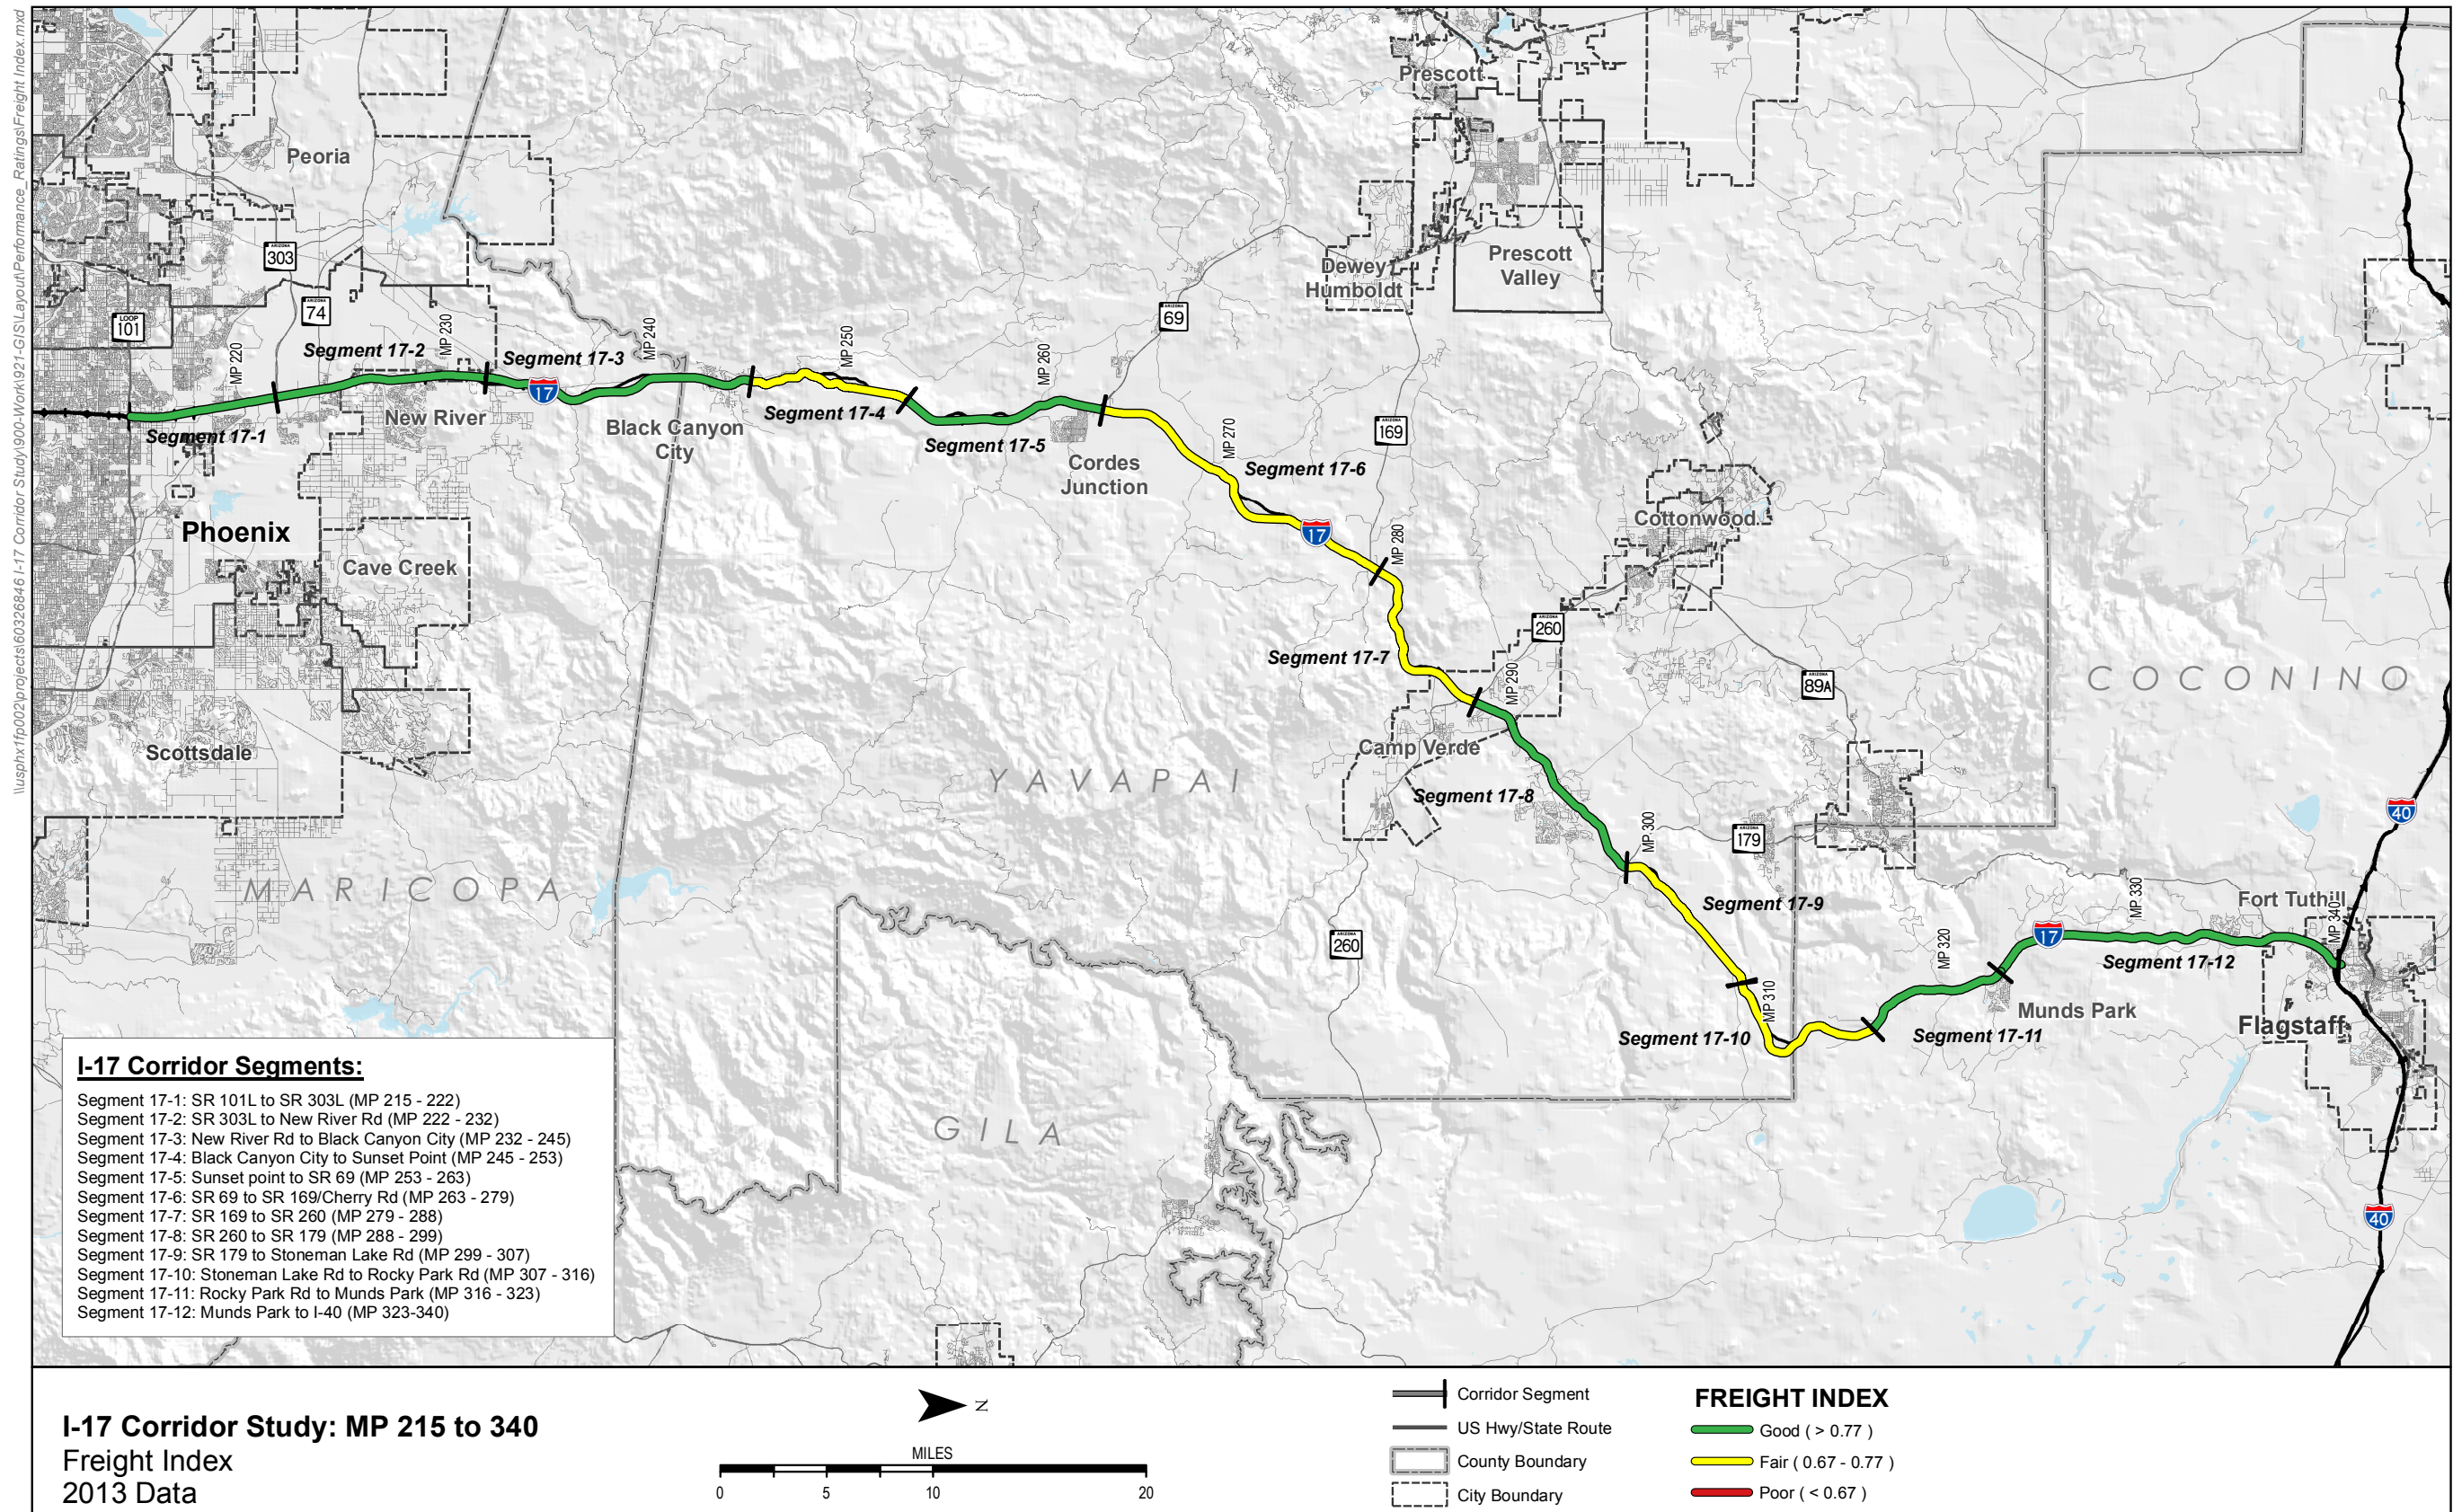 \\usphx1fp002\projects\60332846 I-17 Corridor Study\900-Work\921-GIS\Layout\Performance_Ratings\Freight Index.mxd
Prescott
Peoria
ARIZONA
303
Dewey-
Humboldt
Prescott
Valley
LOOP
101
ARIZONA
74
ARIZONA
69
MP 220
Segment 17-2
MP 230
Segment 17-3
MP 240
MP 250
MP 260
17
Segment 17-1
New River
Black Canyon
City
Segment 17-4
Segment 17-5
Cordes
Junction
MP 270
Segment 17-6
ARIZONA
169
Phoenix
Cave Creek
17
MP 280
Cottonwood
Segment 17-7
ARIZONA
260
MP 290
ARIZONA
89A
COCONINO
Scottsdale
YAVAPAI
Camp Verde
Segment 17-8
MP 300
ARIZONA
179
40
MARICOPA
Segment 17-9
ARIZONA
260
MP 310
MP 320
17
MP 330
Segment 17-12
Fort Tuthill
MP 340
Segment 17-10
Segment 17-11
Munds Park
Flagstaff
GILA
40
I-17 Corridor Segments:
Segment 17-1: SR 101L to SR 303L (MP 215 - 222)
Segment 17-2: SR 303L to New River Rd (MP 222 - 232)
Segment 17-3: New River Rd to Black Canyon City (MP 232 - 245)
Segment 17-4: Black Canyon City to Sunset Point (MP 245 - 253)
Segment 17-5: Sunset point to SR 69 (MP 253 - 263)
Segment 17-6: SR 69 to SR 169/Cherry Rd (MP 263 - 279)
Segment 17-7: SR 169 to SR 260 (MP 279 - 288)
Segment 17-8: SR 260 to SR 179 (MP 288 - 299)
Segment 17-9: SR 179 to Stoneman Lake Rd (MP 299 - 307)
Segment 17-10: Stoneman Lake Rd to Rocky Park Rd (MP 307 - 316)
Segment 17-11: Rocky Park Rd to Munds Park (MP 316 - 323)
Segment 17-12: Munds Park to I-40 (MP 323-340)
I-17 Corridor Study: MP 215 to 340
Freight Index
2013 Data
N
MILES
0 5 10 20
Corridor Segment
US Hwy/State Route
County Boundary
City Boundary
FREIGHT INDEX
Good ( > 0.77 )
Fair ( 0.67 - 0.77 )
Poor ( < 0.67 )